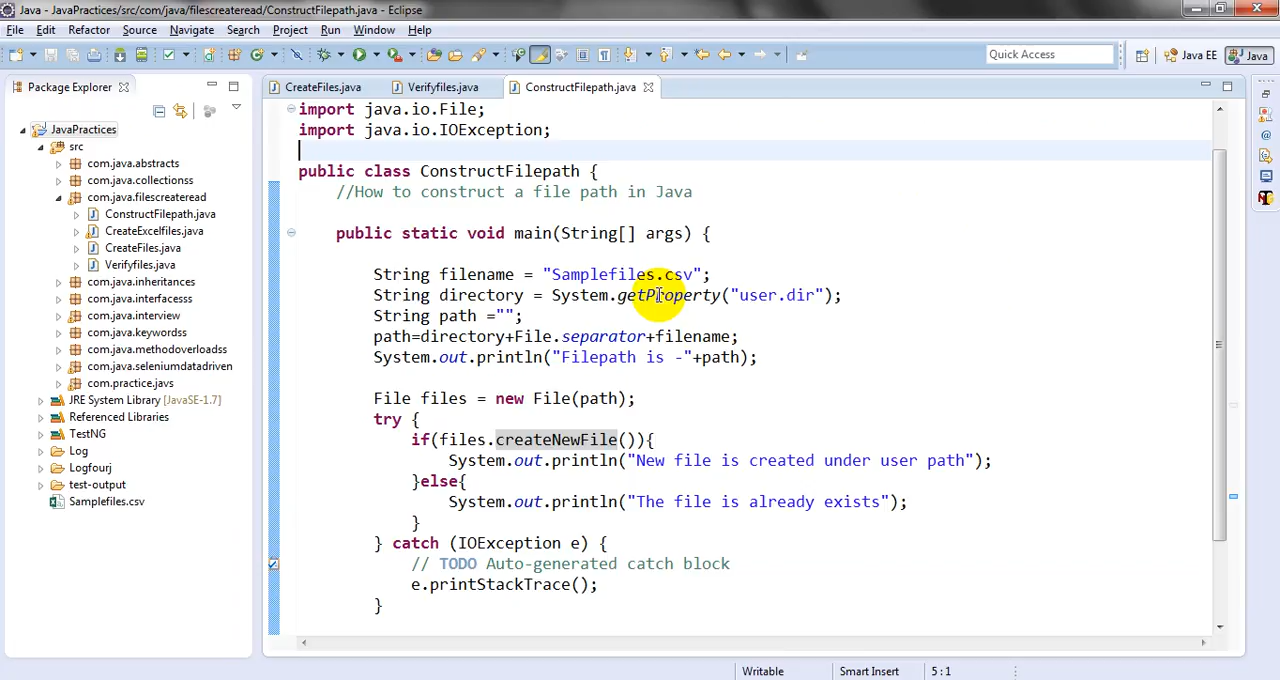 Java - JavaPractices/src/com/java/filescreateread/ConstructFilepath.java - Eclipse
File Edit Refactor Source Navigate Search Project Run Window Help
Quick Access
Java EE
Java
Package Explorer
JavaPractices
src
com.java.abstracts
com.java.collectionss
com.java.filescreateread
ConstructFilepath.java
CreateExcelfiles.java
CreateFiles.java
Verifyfiles.java
com.java.inheritances
com.java.interfacesss
com.java.interview
com.java.keywordss
com.java.methodoverloadss
com.java.seleniumdatadriven
com.practice.javs
JRE System Library [JavaSE-1.7]
Referenced Libraries
TestNG
Log
Logfourj
test-output
Samplefiles.csv
CreateFiles.java
Verifyfiles.java
ConstructFilepath.java
import java.io.File;
import java.io.IOException;
public class ConstructFilepath {
//How to construct a file path in Java
public static void main(String[] args) {
String filename = "Samplefiles.csv";
String directory = System.getProperty("user.dir");
String path ="";
path=directory+File.separator+filename;
System.out.println("Filepath is -"+path);
File files = new File(path);
try {
if(files.createNewFile()){
System.out.println("New file is created under user path");
}else{
System.out.println("The file is already exists");
}
} catch (IOException e) {
// TODO Auto-generated catch block
e.printStackTrace();
}
Writable
Smart Insert
5:1